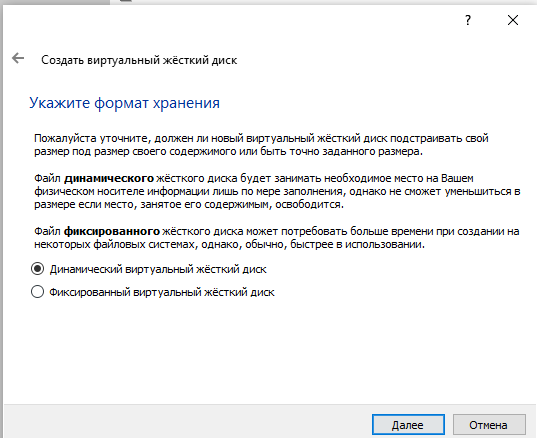 ?
Создать виртуальный жёсткий диск
Укажите формат хранения
Пожалуйста уточните, должен ли новый виртуальный жёсткий диск подстраивать свой
размер под размер своего содержимого или быть точно заданного размера.
Файл динамического жёсткого диска будет занимать необходимое место на Вашем
физическом носителе информации лишь по мере заполнения, однако не сможет уменьшиться в
размере если место, занятое его содержимым, освободится.
Файл фиксированного жёсткого диска может потребовать больше времени при создании на
некоторых файловых системах, однако, обычно, быстрее в использовании.
Динамический виртуальный жёсткий диск
Фиксированный виртуальный жёсткий диск
Далее
Отмена